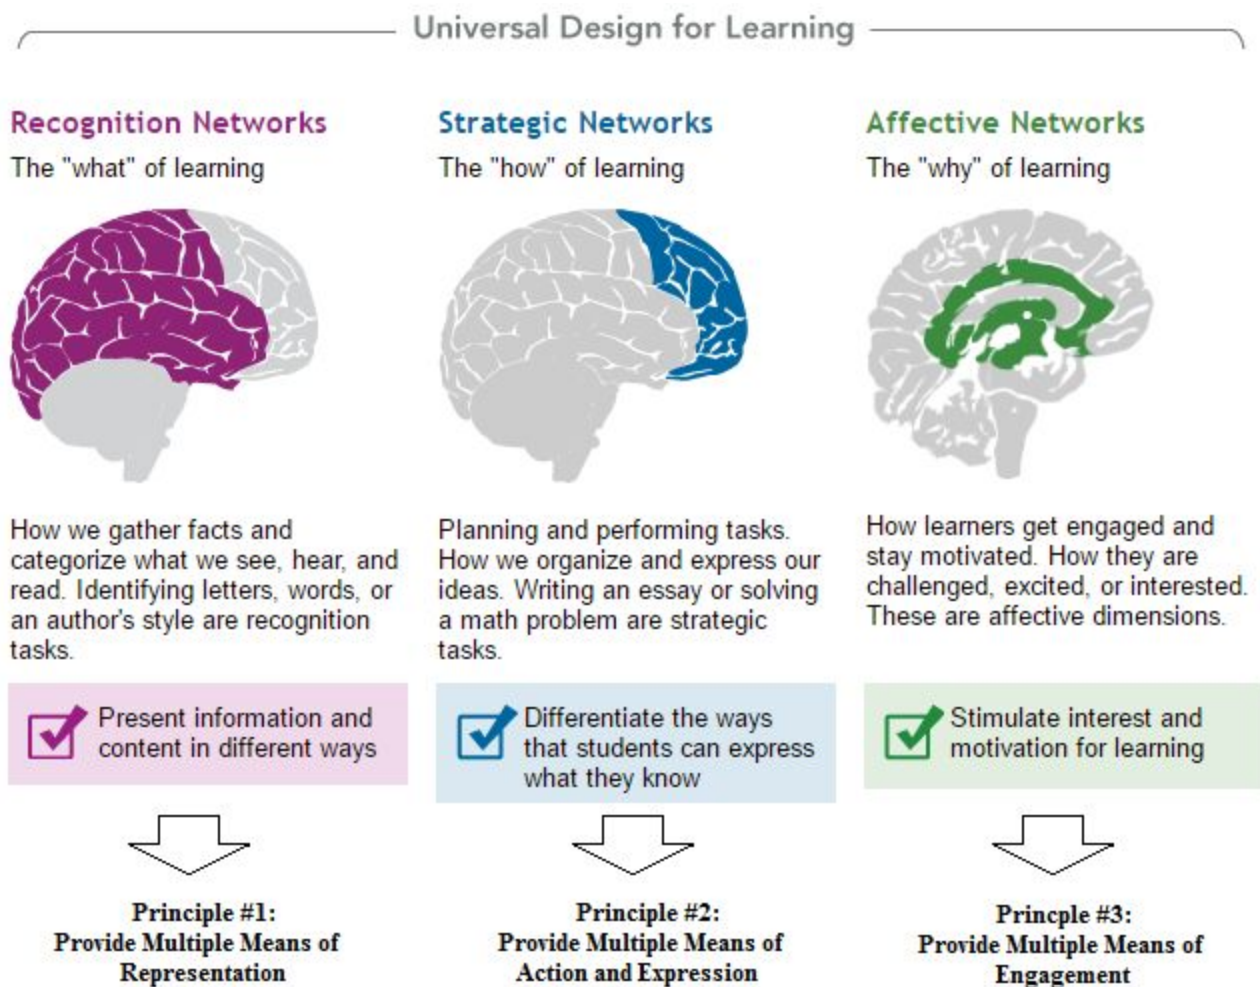 Universal Design for Learning
Recognition Networks
The "what" of learning
How we gather facts and
categorize what we see, hear, and
read. Identifying letters, words, or
an author's style are recognition
tasks.
Present information and
content in different ways
Principle #1:
Provide Multiple Means of
Representation
Strategic Networks
The "how" of learning
Planning and performing tasks.
How we organize and express our
ideas. Writing an essay or solving
a math problem are strategic
tasks.
Differentiate the ways
that students can express
what they know
Principle #2:
Provide Multiple Means of
Action and Expression
Affective Networks
The "why" of learning
How learners get engaged and
stay motivated. How they are
challenged, excited, or interested.
These are affective dimensions.
Stimulate interest and
motivation for learning
Princple #3:
Provide Multiple Means of
Engagement